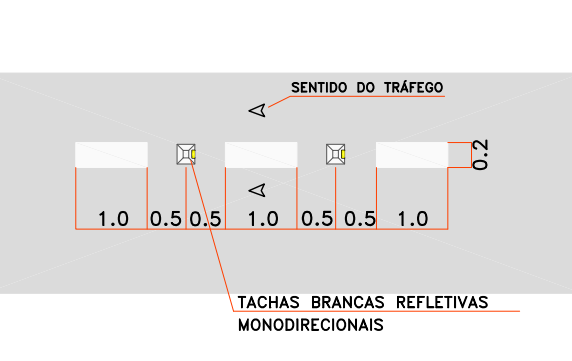 SENTIDO DO TRÁFEGO
0.2
1.0 0.5 0.5 1.0 0.5 0.5 1.0
TACHAS BRANCAS REFLETIVAS
MONODIRECIONAIS